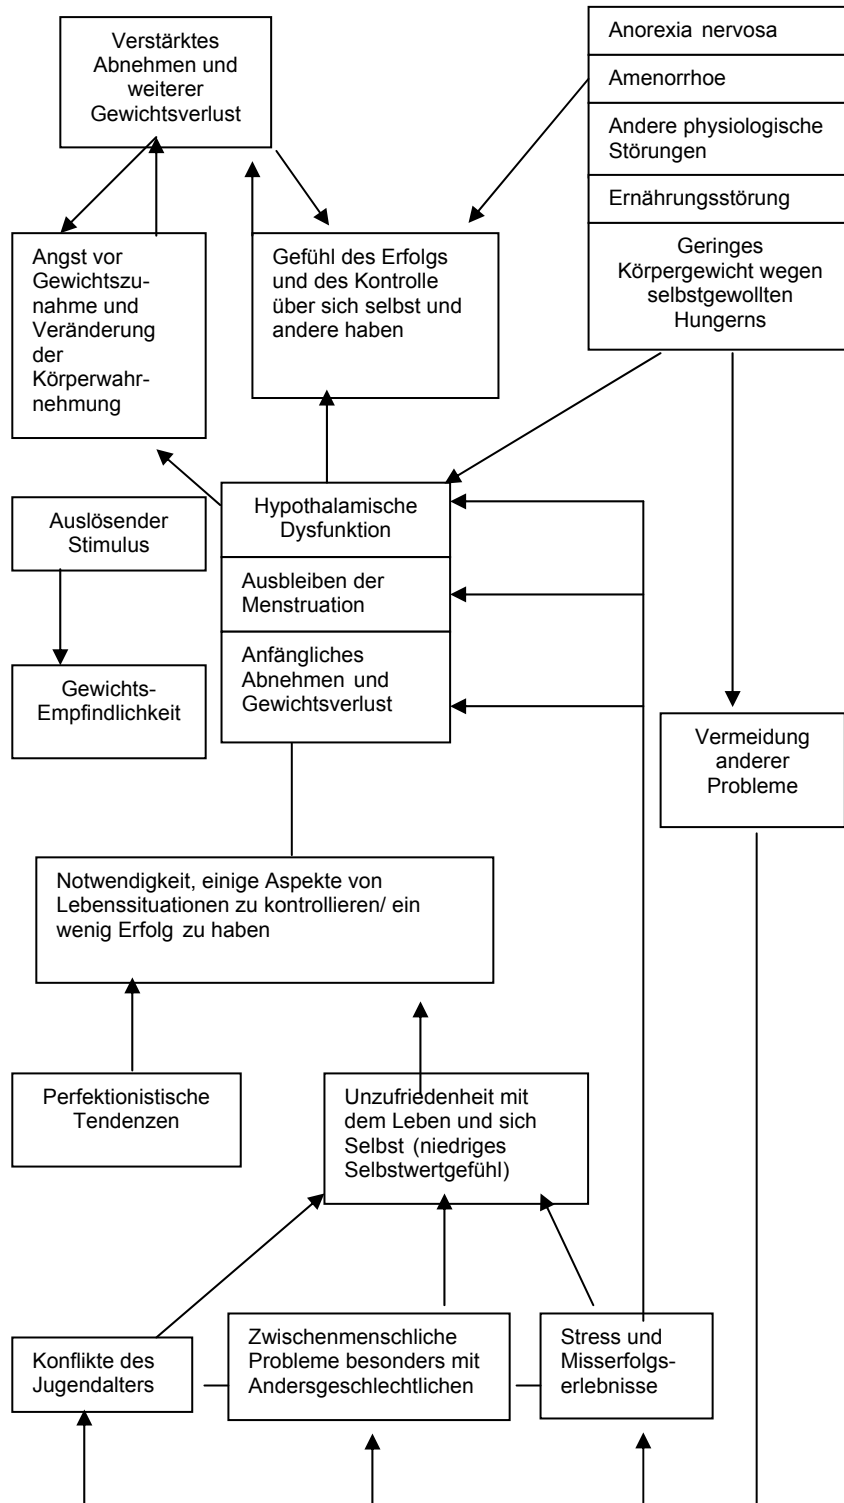 Verstärktes
Abnehmen und
weiterer
Gewichtsverlust
Anorexia nervosa
Amenorrhoe
Andere physiologische
Störungen
Ernährungsstörung
Geringes
Körpergewicht wegen
selbstgewollten
Hungerns
Angst vor
Gewichtszu-
nahme und
Veränderung
der
Körperwahr-
nehmung
Gefühl des Erfolgs
und des Kontrolle
über sich selbst und
andere haben
Auslösender
Stimulus
Hypothalamische
Dysfunktion
Ausbleiben der
Menstruation
Anfängliches
Abnehmen und
Gewichtsverlust
Gewichts-
Empfindlichkeit
Vermeidung
anderer
Probleme
Notwendigkeit, einige Aspekte von
Lebenssituationen zu kontrollieren/ ein
wenig Erfolg zu haben
Perfektionistische
Tendenzen
Unzufriedenheit mit
dem Leben und sich
Selbst (niedriges
Selbstwertgefühl)
Konflikte des
Jugendalters
Zwischenmenschliche
Probleme besonders mit
Andersgeschlechtlichen
Stress und
Misserfolgs-
erlebnisse